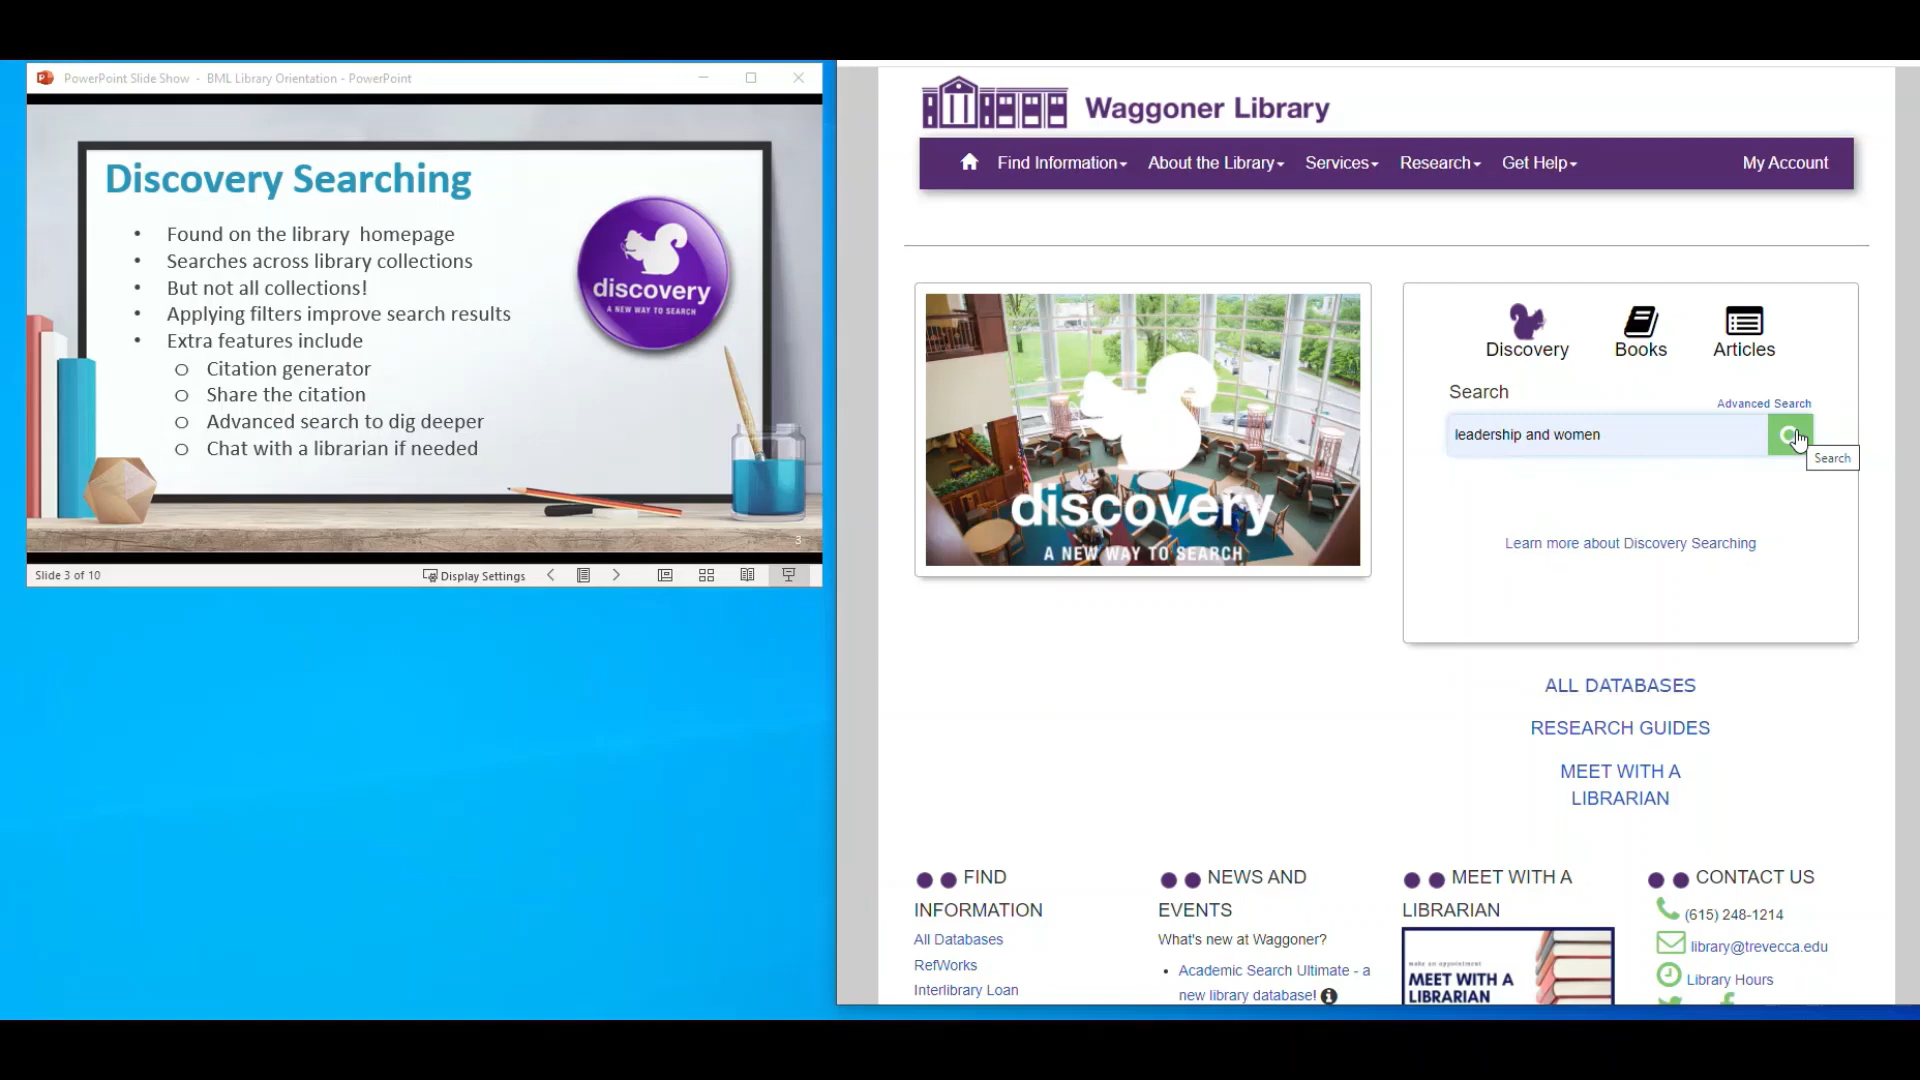 PowerPoint Slide Show - BML Library Orientation - PowerPoint
Discovery Searching
• Found on the library homepage
• Searches across library collections
• But not all collections!
• Applying filters improve search results
• Extra features include
o Citation generator
o Share the citation
o Advanced search to dig deeper
o Chat with a librarian if needed
discovery
A NEW WAY TO SEARCH
3
Slide 3 of 10
Display Settings
Waggoner Library
Find Information
About the Library
Services
Research
Get Help
My Account
discovery
A NEW WAY TO SEARCH
Discovery
Books
Articles
Search
Advanced Search
leadership and women
Search
Learn more about Discovery Searching
ALL DATABASES
RESEARCH GUIDES
MEET WITH A
LIBRARIAN
FIND
INFORMATION
All Databases
RefWorks
Interlibrary Loan
NEWS AND
EVENTS
What's new at Waggoner?
• Academic Search Ultimate - a
new library database!
MEET WITH A
LIBRARIAN
make an appointment
MEET WITH A
LIBRARIAN
CONTACT US
(615) 248-1214
library@trevecca.edu
Library Hours